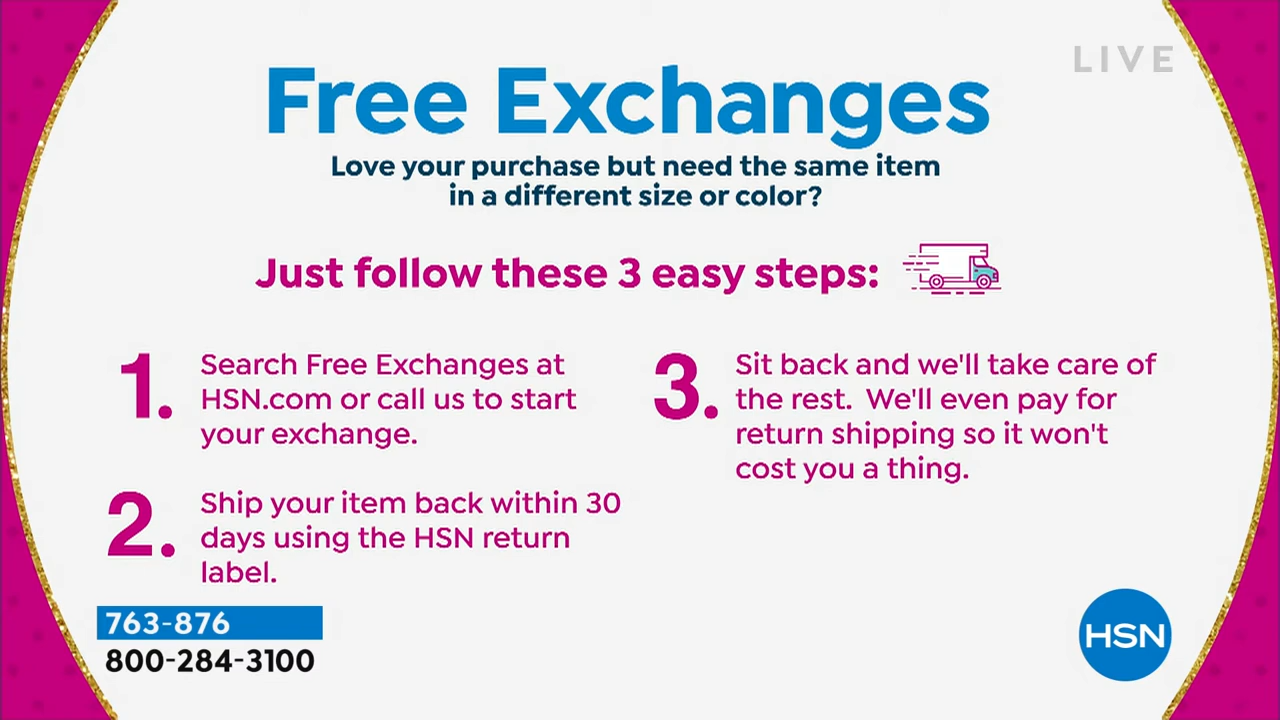 LIVE
Free Exchanges
Love your purchase but need the same item
in a different size or color?
Just follow these 3 easy steps:
1. Search Free Exchanges at
HSN.com or call us to start
your exchange.
2. Ship your item back within 30
days using the HSN return
label.
3. Sit back and we'll take care of
the rest. We'll even pay for
return shipping so it won't
cost you a thing.
763-876
800-284-3100
HSN